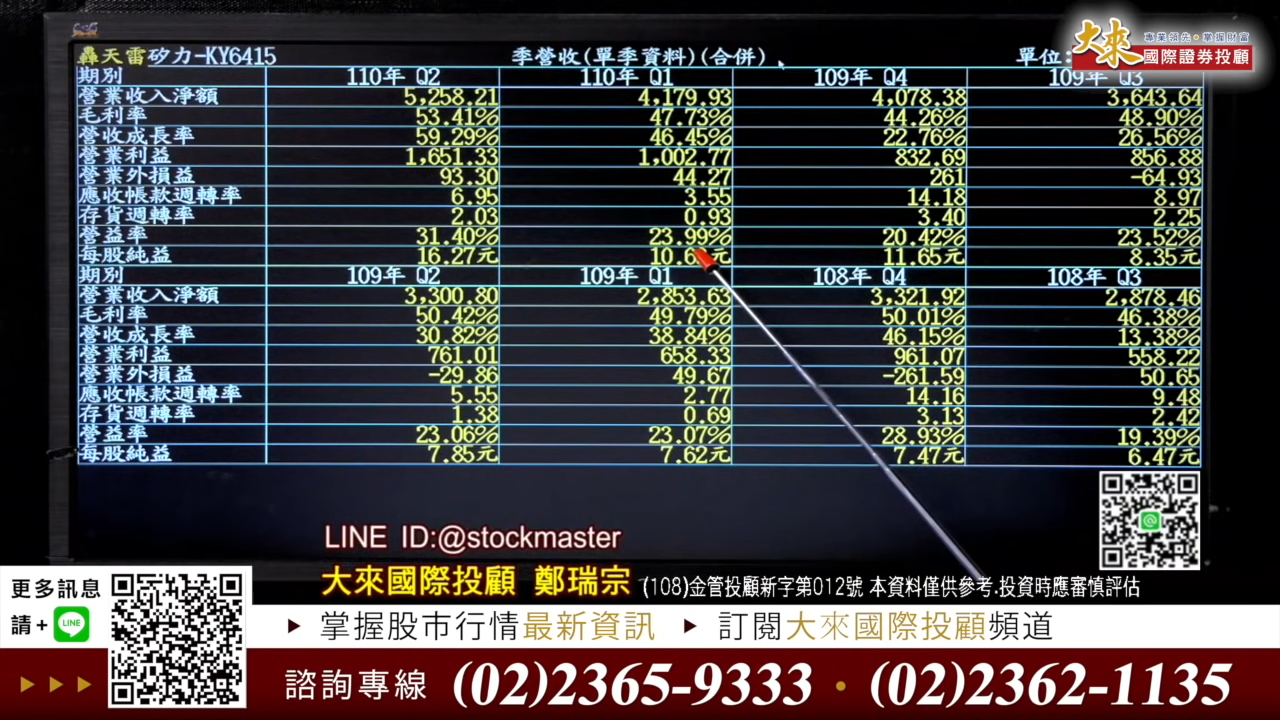 大來
專業領先•掌握財富
國際證券投顧
轟天雷矽力-KY6415 季營收(單季資料)(合併) 單位:
期別 110年 Q2 110年 Q1 109年 Q4 109年 Q3
營業收入淨額 5,258.21 4,179.93 4,078.38 3,643.64
毛利率 53.41% 47.73% 44.26% 48.90%
營收成長率 59.29% 46.45% 22.76% 26.56%
營業利益 1,651.33 1,002.77 832.69 856.88
營業外損益 93.30 44.27 261 -64.93
應收帳款週轉率 6.95 3.55 14.18 8.97
存貨週轉率 2.03 0.93 3.40 2.25
營益率 31.40% 23.99% 20.42% 23.52%
每股純益 16.27元 元 11.65元 8.35元
期別 109年 Q2 109年 Q1 108年 Q4 108年 Q3
營業收入淨額 3,300.80 2,853.63 3,321.92 2,878.46
毛利率 50.42% 49.79% 50.01% 46.38%
營收成長率 30.82% 38.84% 46.15% 13.38%
營業利益 761.01 658.33 961.07 558.22
營業外損益 -29.86 49.67 -261.59 50.65
應收帳款週轉率 5.55 2.77 14.16 9.48
存貨週轉率 1.38 0.69 3.13 2.42
營益率 23.06% 23.07% 28.93% 19.39%
每股純益 7.85元 7.62元 7.47元 6.47元
LINE ID:@stockmaster
大來國際投顧 鄭瑞宗 (108)金管投顧新字第012號 本資料僅供參考.投資時應審慎評估
更多訊息
請+ LINE
掌握股市行情最新資訊 訂閱大來國際投顧頻道
諮詢專線 (02)2365-9333 • (02)2362-1135